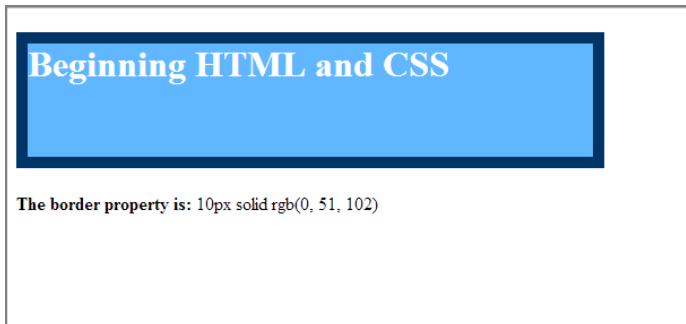 Beginning HTML and CSS
The border property is: 10px solid rgb(0, 51, 102)